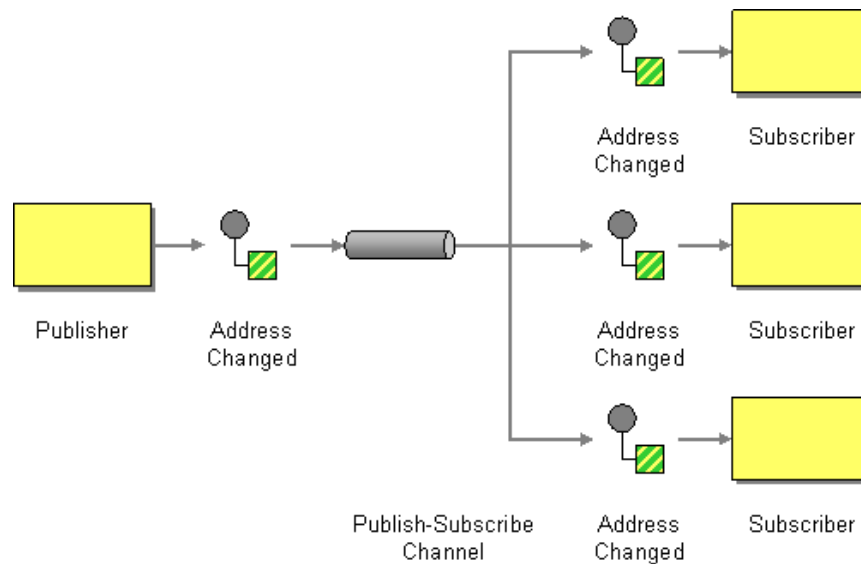 Address
Changed
Subscriber
Publisher
Address
Changed
Address
Changed
Subscriber
Publish-Subscribe
Channel
Address
Changed
Subscriber